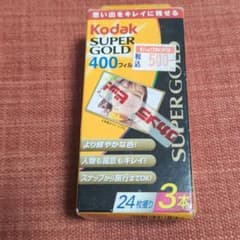 思い出をキレイに残せる
Kodak
SUPER
GOLD
400フィルム
税込
500
SUPER GOLD
より鮮やかな色!
人物も風景もキレイ!
スナップから旅行までOK!
24枚撮り 3本